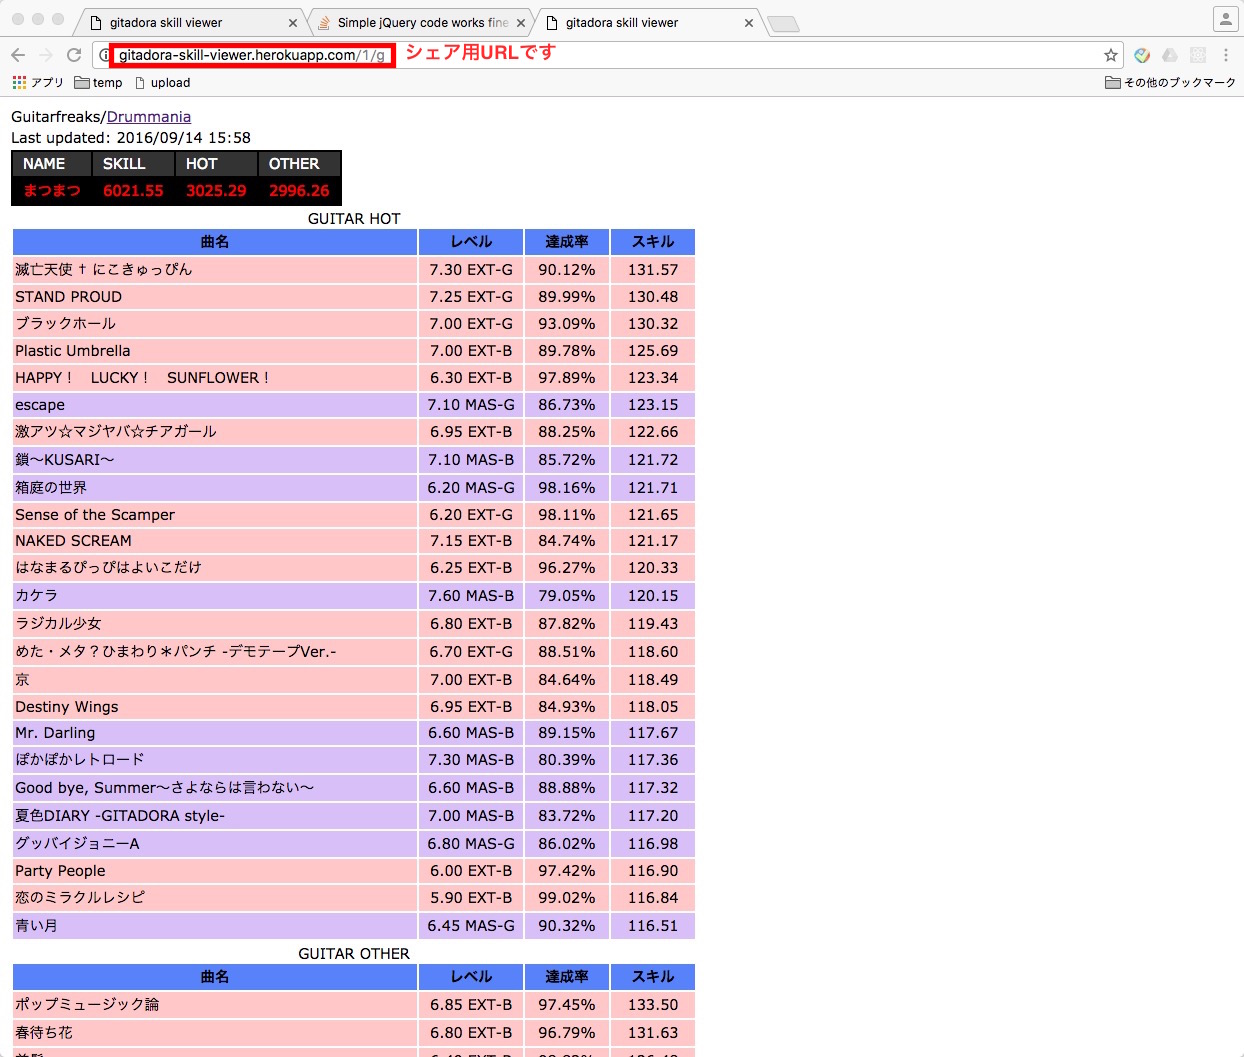 gitadora skill viewer
Simple jQuery code works fine
gitadora skill viewer
gitadora-skill-viewer.herokuapp.com/1/g
シェア用URLです
アプリ temp upload その他のブックマーク
Guitarfreaks/Drummania
Last updated: 2016/09/14 15:58
NAME SKILL HOT OTHER
まつまつ 6021.55 3025.29 2996.26
GUITAR HOT
曲名 レベル 達成率 スキル
滅亡天使 † にこきゅっぴん 7.30 EXT-G 90.12% 131.57
STAND PROUD 7.25 EXT-G 89.99% 130.48
ブラックホール 7.00 EXT-G 93.09% 130.32
Plastic Umbrella 7.00 EXT-B 89.78% 125.69
HAPPY！　LUCKY！　SUNFLOWER！ 6.30 EXT-B 97.89% 123.34
escape 7.10 MAS-G 86.73% 123.15
激アツ☆マジヤバ☆チアガール 6.95 EXT-B 88.25% 122.66
鎖～KUSARI～ 7.10 MAS-B 85.72% 121.72
箱庭の世界 6.20 MAS-G 98.16% 121.71
Sense of the Scamper 6.20 EXT-G 98.11% 121.65
NAKED SCREAM 7.15 EXT-B 84.74% 121.17
はなまるぴっぴはよいこだけ 6.25 EXT-B 96.27% 120.33
カケラ 7.60 MAS-B 79.05% 120.15
ラジカル少女 6.80 EXT-B 87.82% 119.43
めた・メタ？ひまわり＊パンチ -デモテープVer.- 6.70 EXT-G 88.51% 118.60
京 7.00 EXT-B 84.64% 118.49
Destiny Wings 6.95 EXT-B 84.93% 118.05
Mr. Darling 6.60 MAS-B 89.15% 117.67
ぽかぽかレトロード 7.30 MAS-B 80.39% 117.36
Good bye, Summer～さよならは言わない～ 6.60 MAS-B 88.88% 117.32
夏色DIARY -GITADORA style- 7.00 MAS-B 83.72% 117.20
グッバイジョニーA 6.80 MAS-G 86.02% 116.98
Party People 6.00 EXT-B 97.42% 116.90
恋のミラクルレシピ 5.90 EXT-B 99.02% 116.84
青い月 6.45 MAS-G 90.32% 116.51
GUITAR OTHER
曲名 レベル 達成率 スキル
ポップミュージック論 6.85 EXT-B 97.45% 133.50
春待ち花 6.80 EXT-B 96.79% 131.63